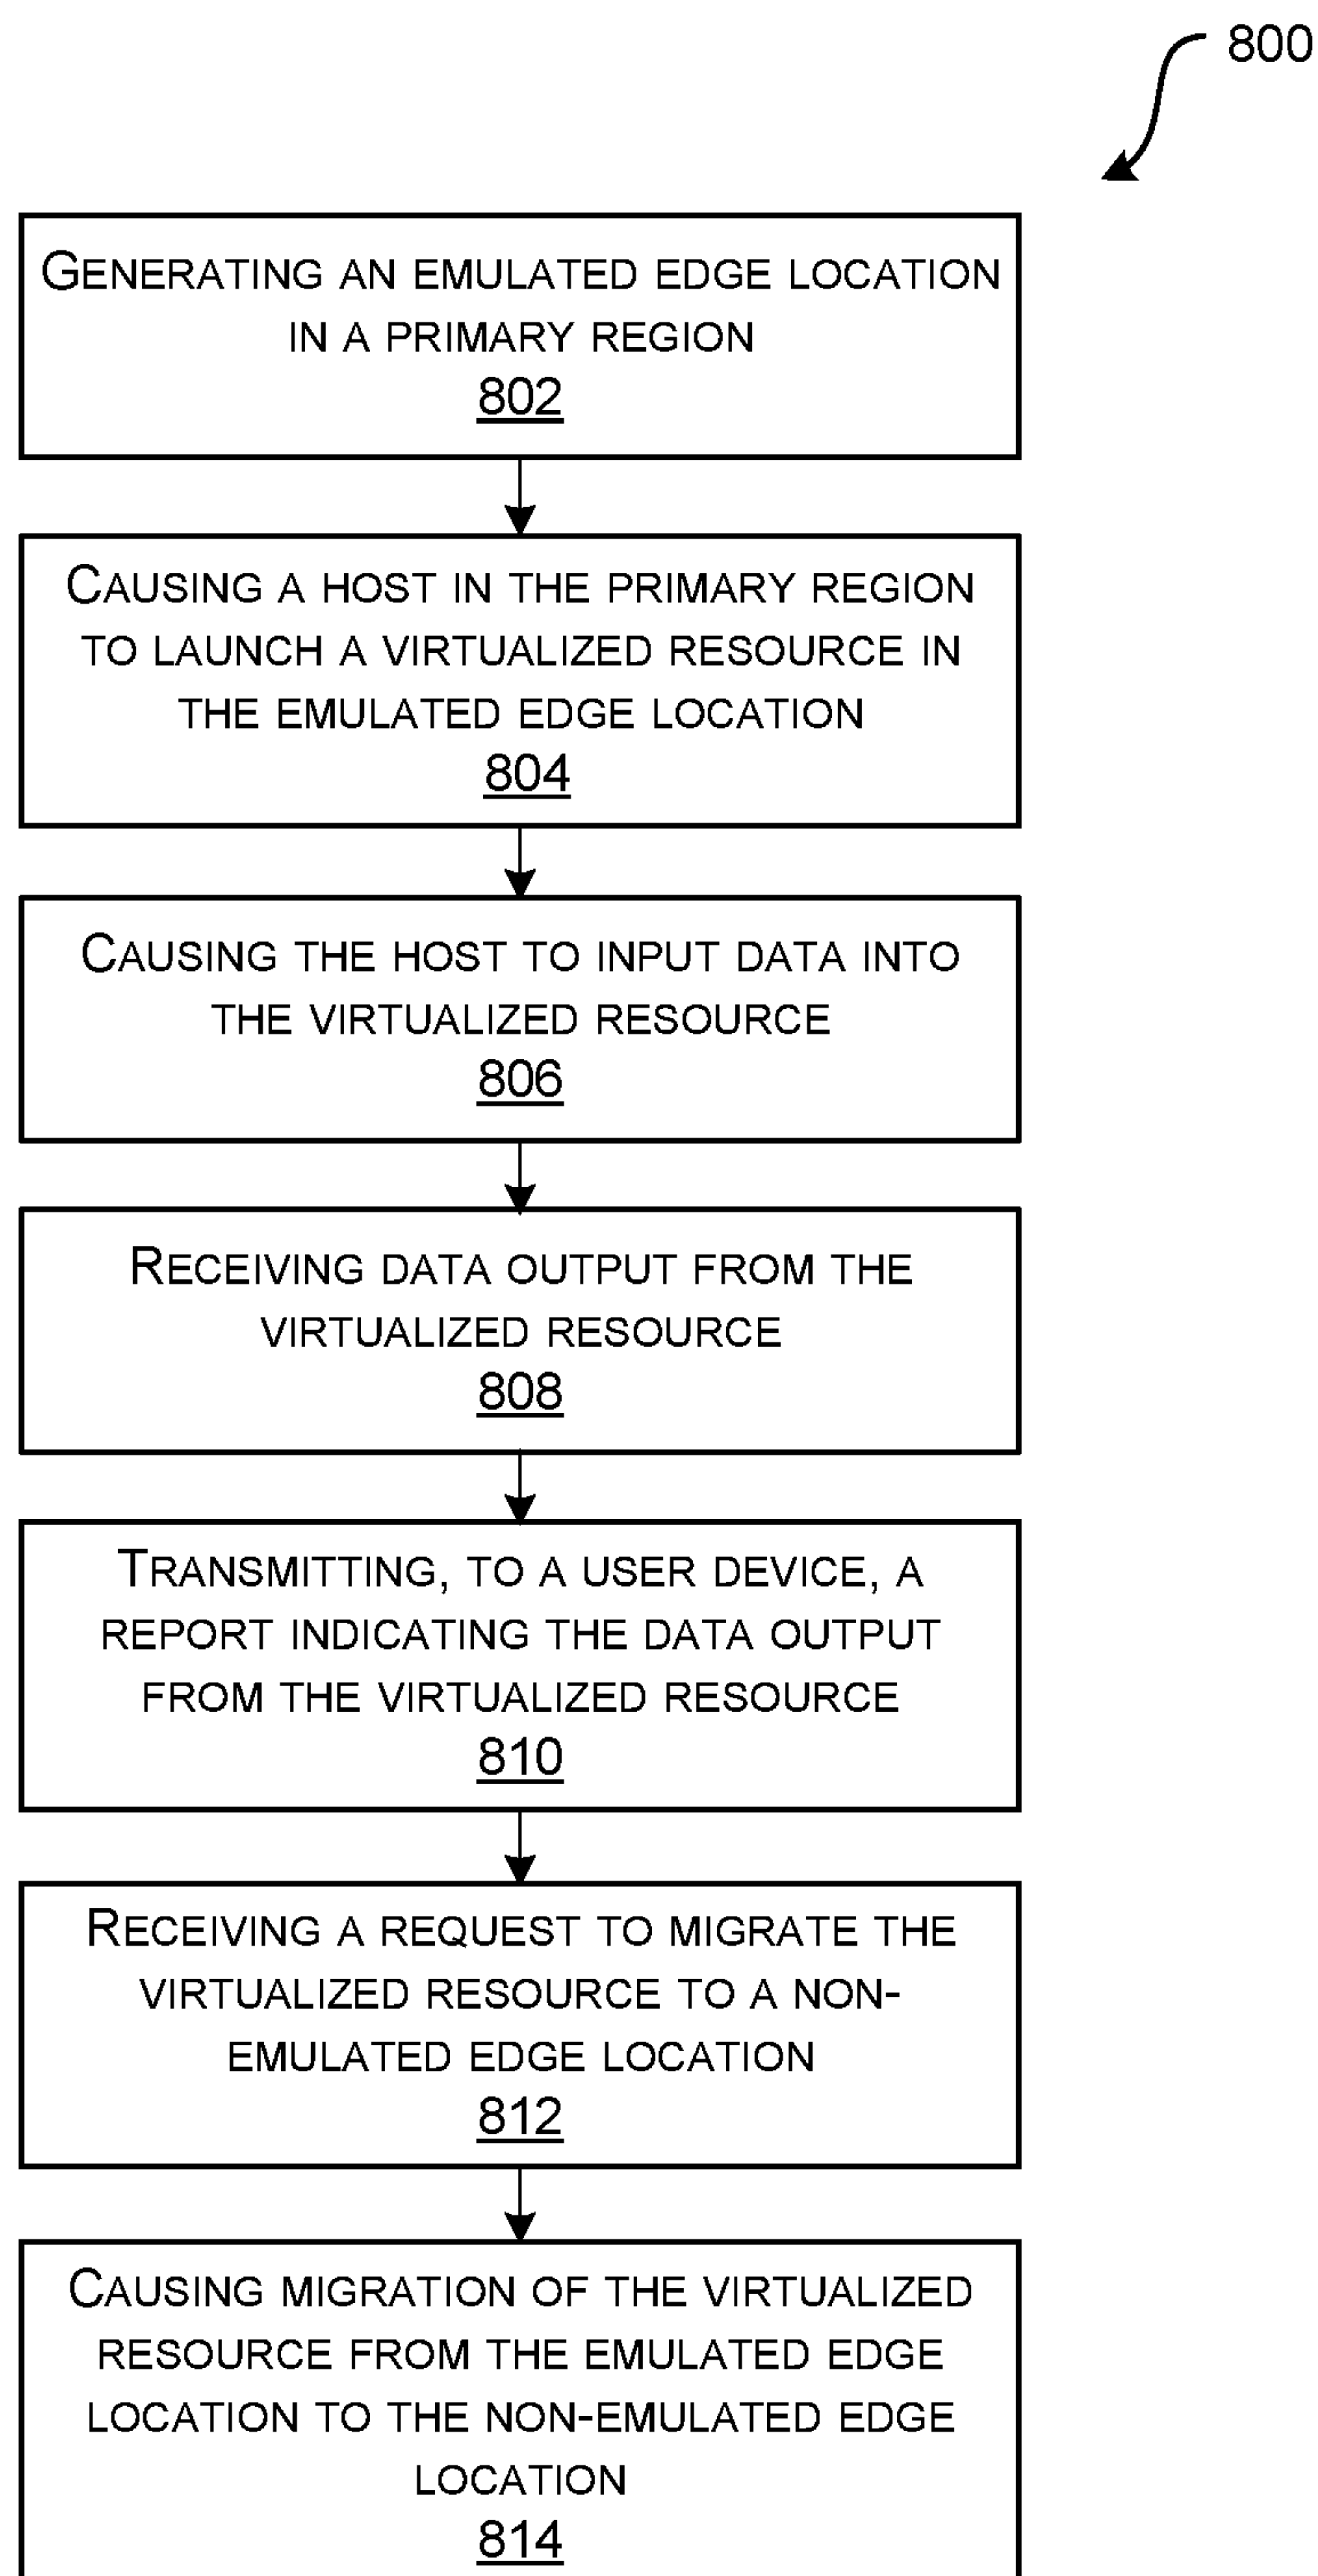 800
GENERATING AN EMULATED EDGE LOCATION
IN A PRIMARY REGION
802
CAUSING A HOST IN THE PRIMARY REGION
TO LAUNCH A VIRTUALIZED RESOURCE IN
THE EMULATED EDGE LOCATION
804
CAUSING THE HOST TO INPUT DATA INTO
THE VIRTUALIZED RESOURCE
806
RECEIVING DATA OUTPUT FROM THE
VIRTUALIZED RESOURCE
808
TRANSMITTING, TO A USER DEVICE, A
REPORT INDICATING THE DATA OUTPUT
FROM THE VIRTUALIZED RESOURCE
810
RECEIVING A REQUEST TO MIGRATE THE
VIRTUALIZED RESOURCE TO A NON-
EMULATED EDGE LOCATION
812
CAUSING MIGRATION OF THE VIRTUALIZED
RESOURCE FROM THE EMULATED EDGE
LOCATION TO THE NON-EMULATED EDGE
LOCATION
814